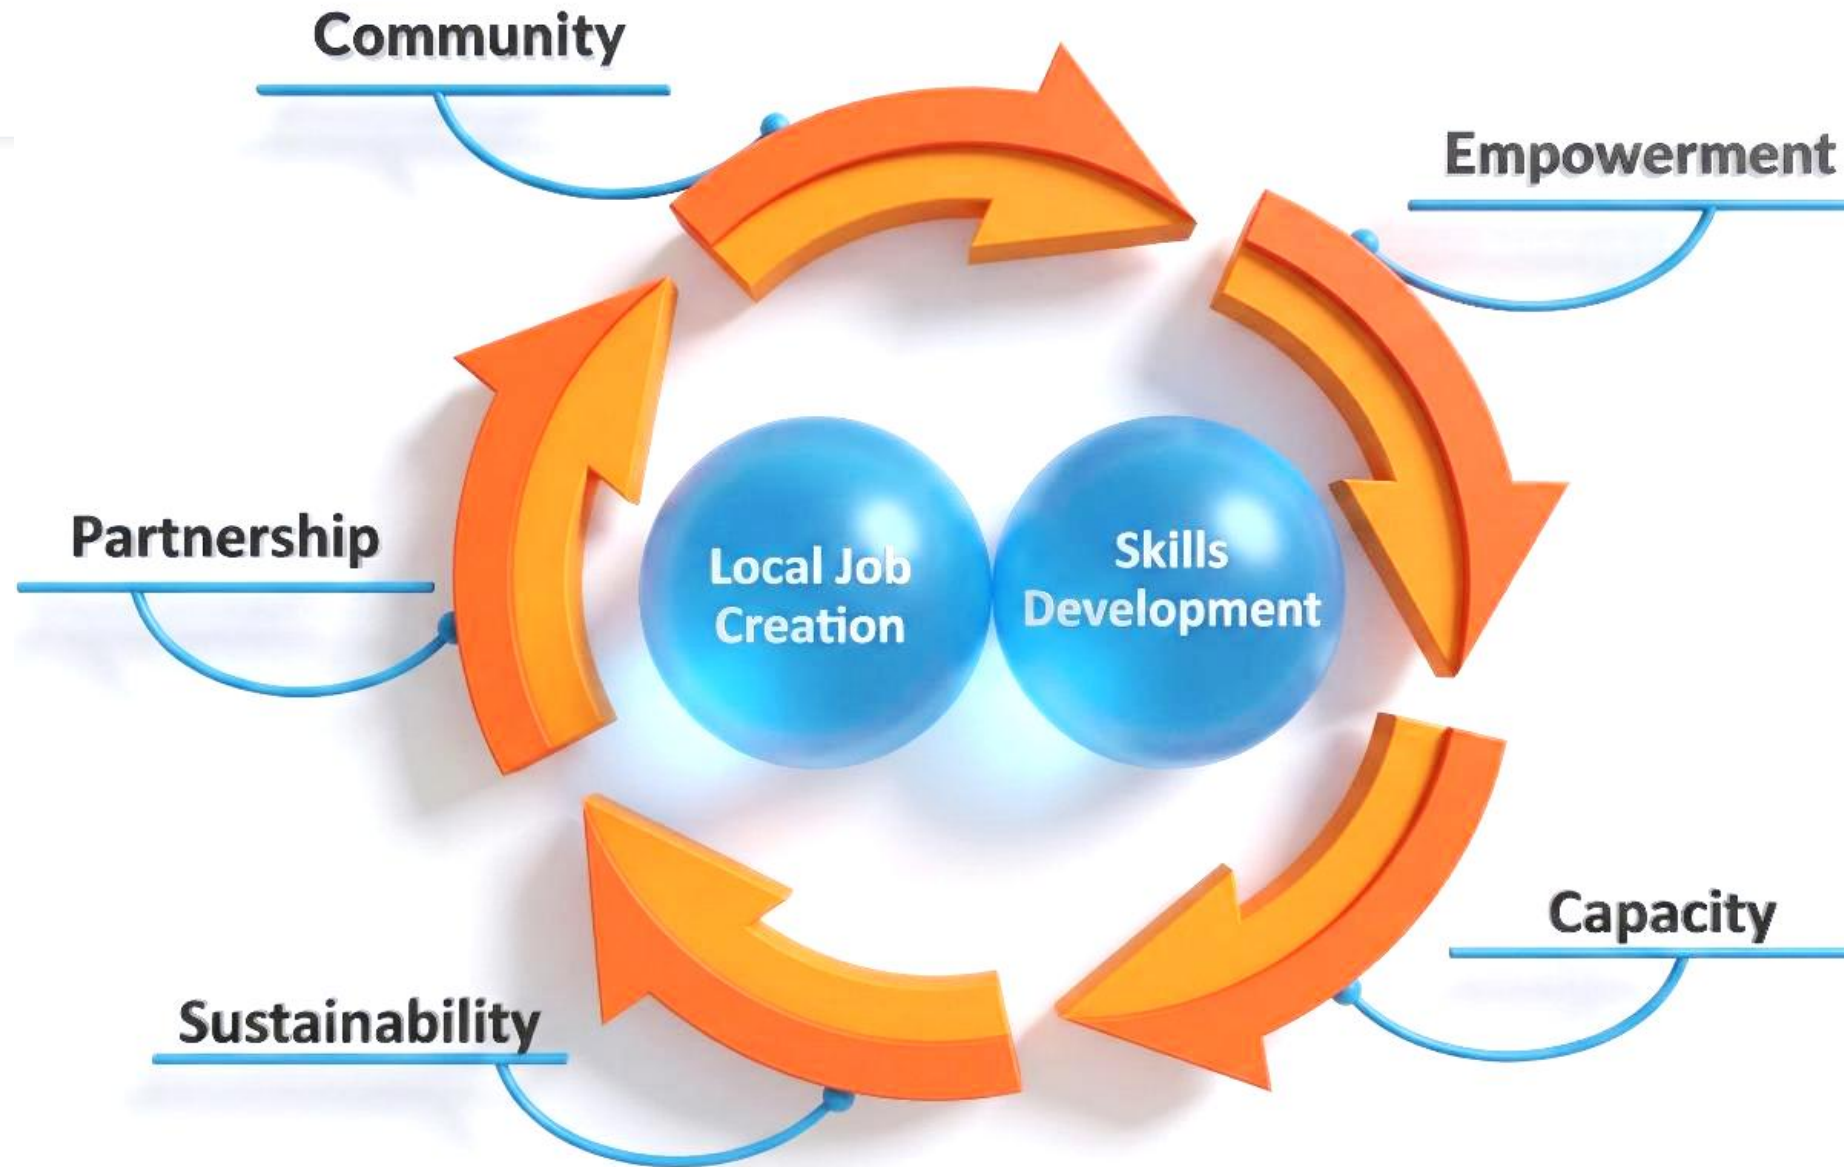 Community
Empowerment
Partnership
Local Job
Creation
Skills
Development
Capacity
Sustainability